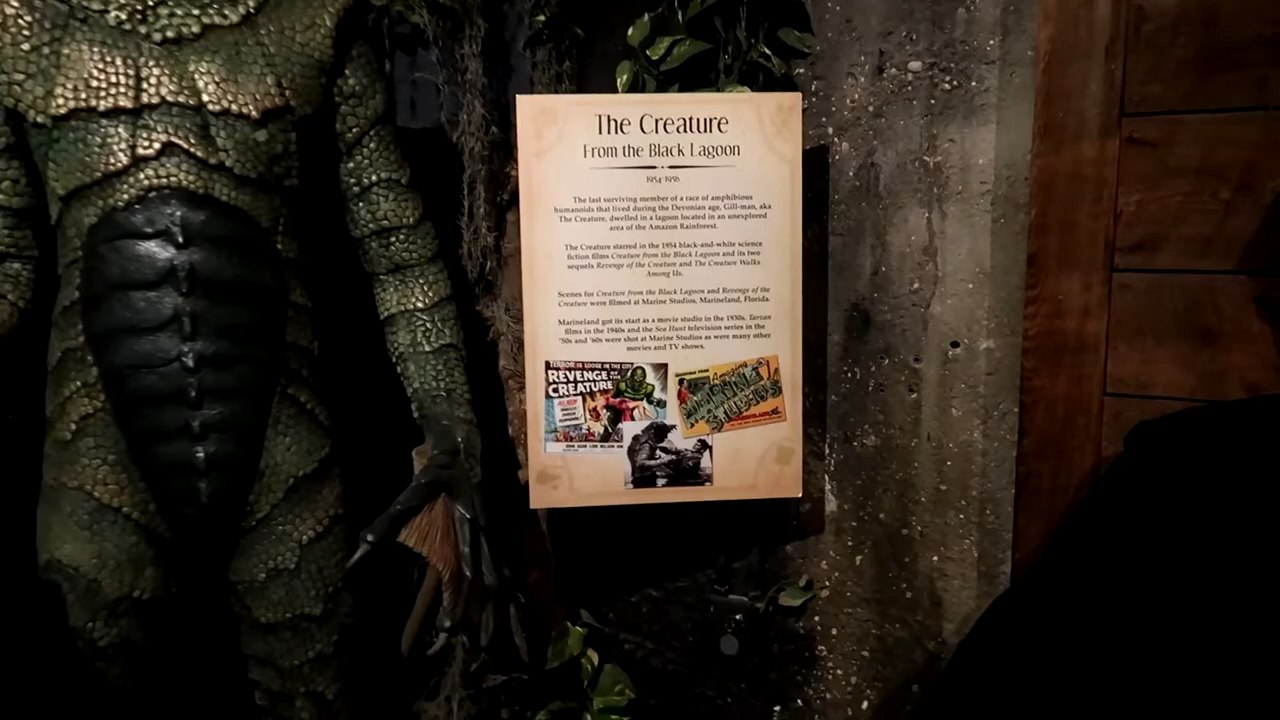 The Creature
From the Black Lagoon
1954-1956
The last surviving member of a race of amphibious
humanoids that lived during the Devonian age, Gill-man, aka
The Creature, dwelled in a lagoon located in an unexplored
area of the Amazon Rainforest.
The Creature starred in the 1954 black-and-white science
fiction films Creature from the Black Lagoon and its two
sequels Revenge of the Creature and The Creature Walks
Among Us.
Scenes for Creature from the Black Lagoon and Revenge of the
Creature were filmed at Marine Studios, Marineland, Florida.
Marineland got its start as a movie studio in the 1930s, Tarzan
films in the 1940s and the Sea Hunt television series in the
'50s and '60s were shot at Marine Studios as were many other
movies and TV shows.
TERROR IS LOOSE IN THE CITY
REVENGE OF THE
CREATURE
Amazing
MARINE
STUDIOS